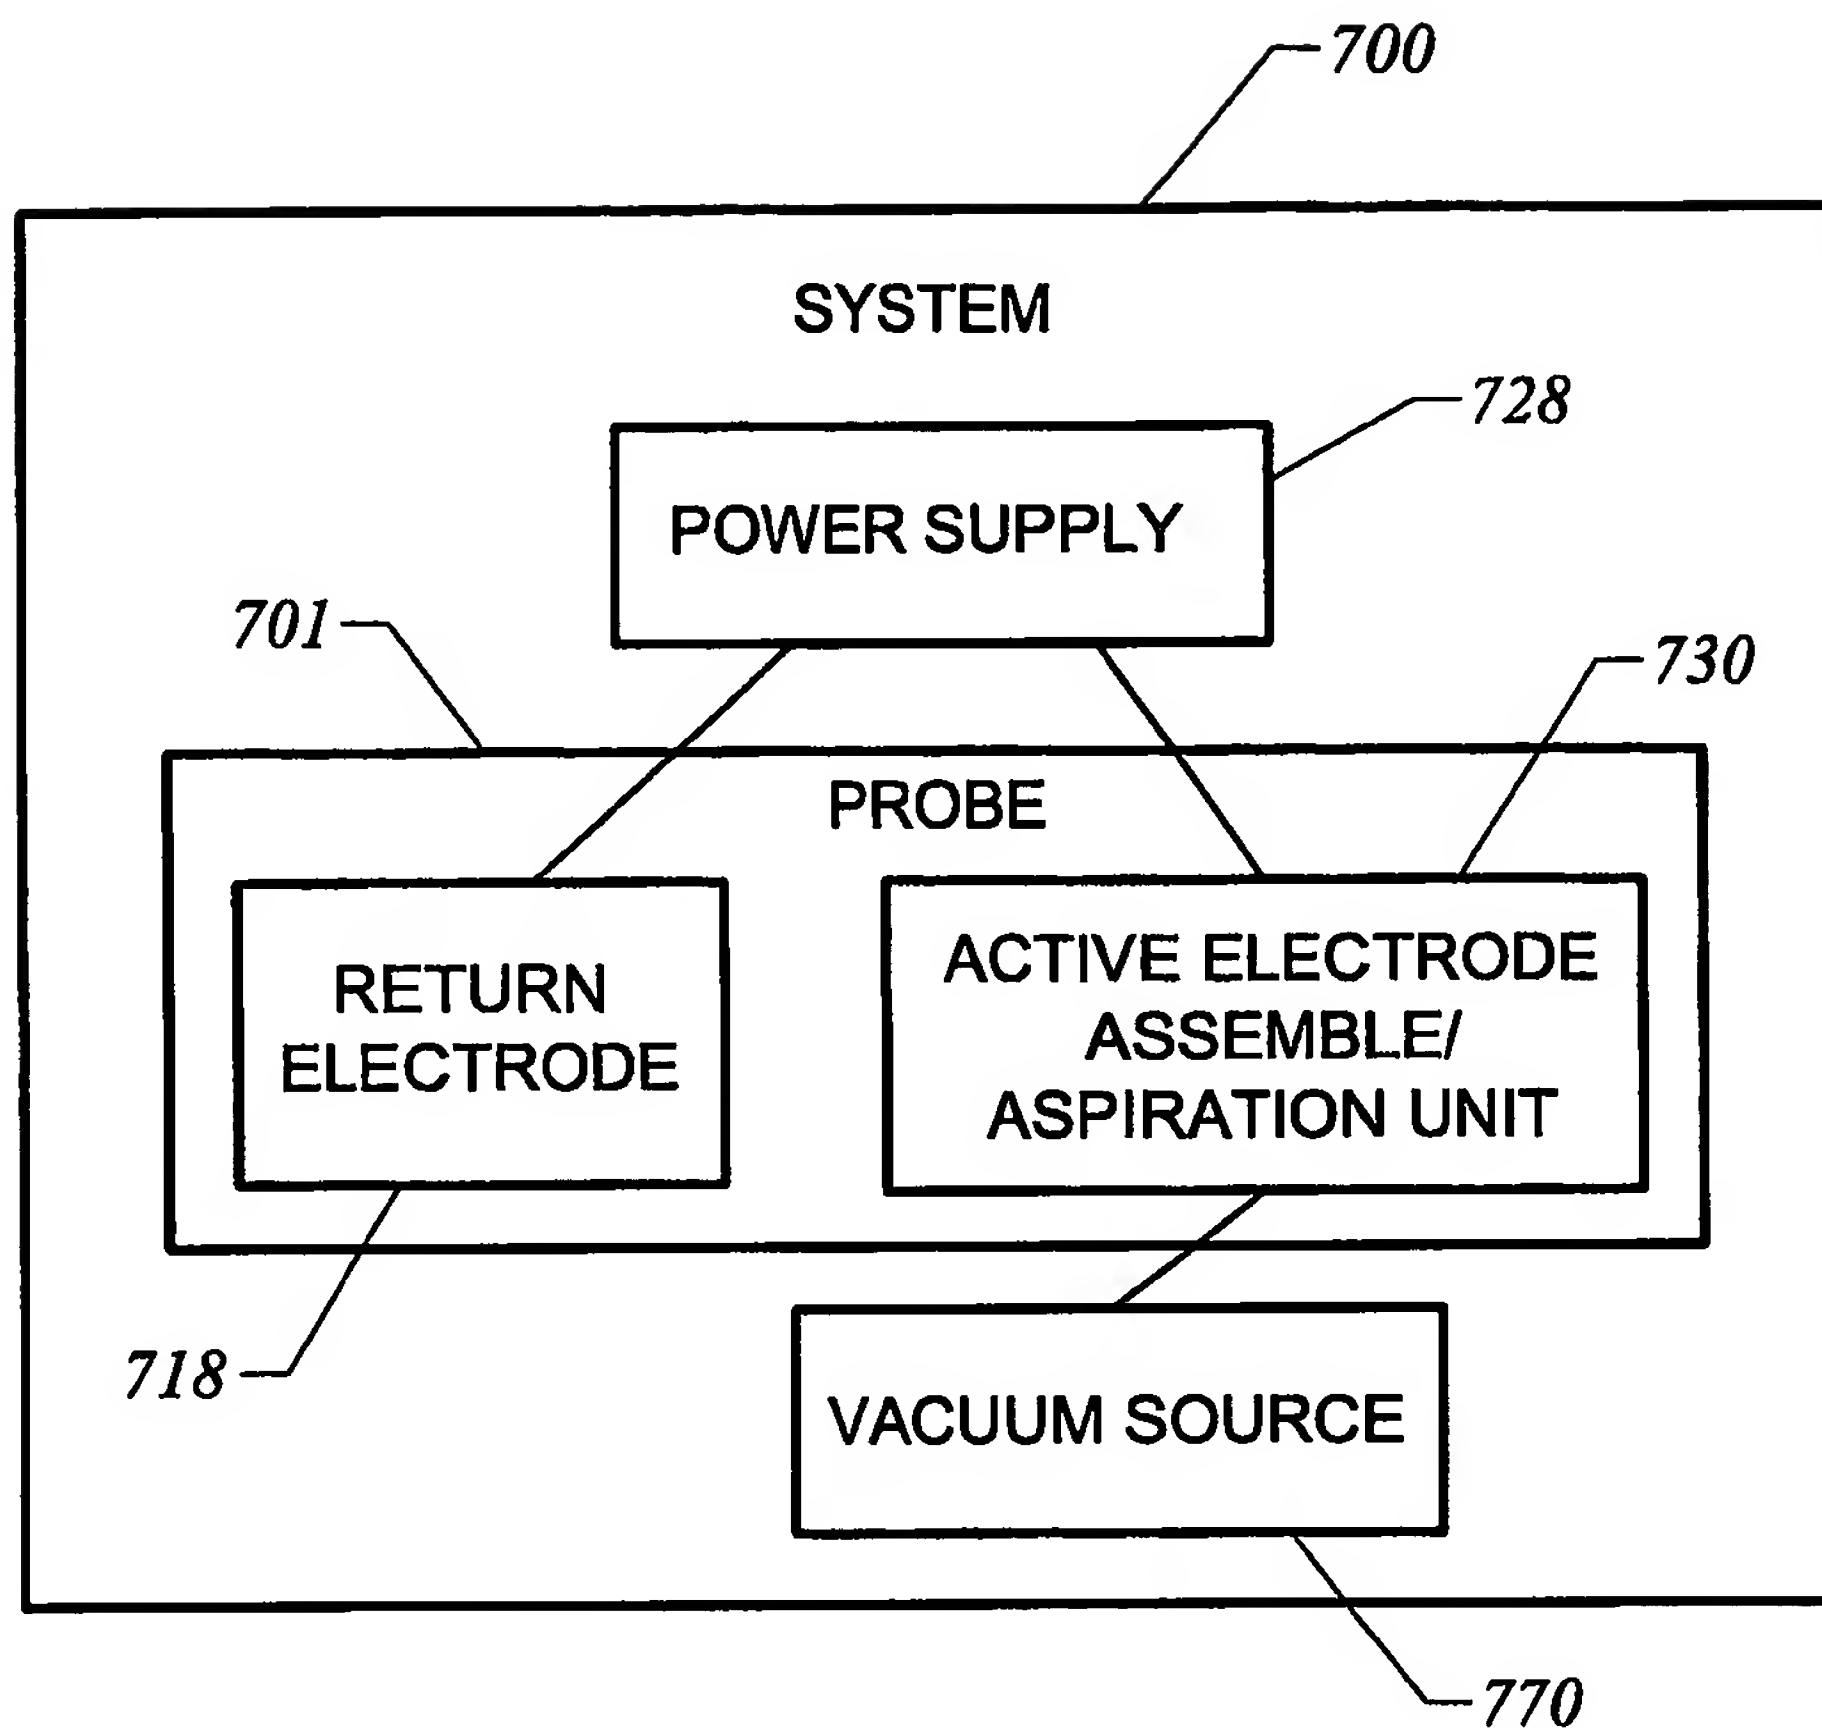 700
SYSTEM
728
POWER SUPPLY
701
730
PROBE
RETURN
ELECTRODE
ACTIVE ELECTRODE
ASSEMBLE/
ASPIRATION UNIT
718
VACUUM SOURCE
770